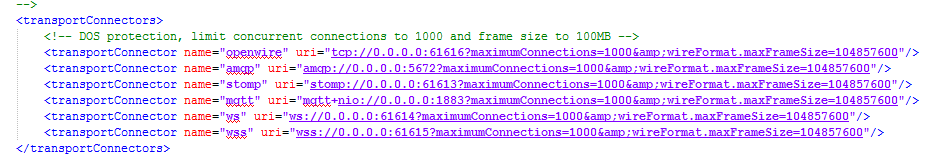 -->
<transportConnectors>
<!-- DOS protection, limit concurrent connections to 1000 and frame size to 100MB -->
<transportConnector name="openwire" uri="tcp://0.0.0.0:61616?maximumConnections=1000&amp;wireFormat.maxFrameSize=104857600"/>
<transportConnector name="amqp" uri="amqp://0.0.0.0:5672?maximumConnections=1000&amp;wireFormat.maxFrameSize=104857600"/>
<transportConnector name="stomp" uri="stomp://0.0.0.0:61613?maximumConnections=1000&amp;wireFormat.maxFrameSize=104857600"/>
<transportConnector name="mqtt" uri="mqtt+nio://0.0.0.0:1883?maximumConnections=1000&amp;wireFormat.maxFrameSize=104857600"/>
<transportConnector name="ws" uri="ws://0.0.0.0:61614?maximumConnections=1000&amp;wireFormat.maxFrameSize=104857600"/>
<transportConnector name="wss" uri="wss://0.0.0.0:61615?maximumConnections=1000&amp;wireFormat.maxFrameSize=104857600"/>
</transportConnectors>